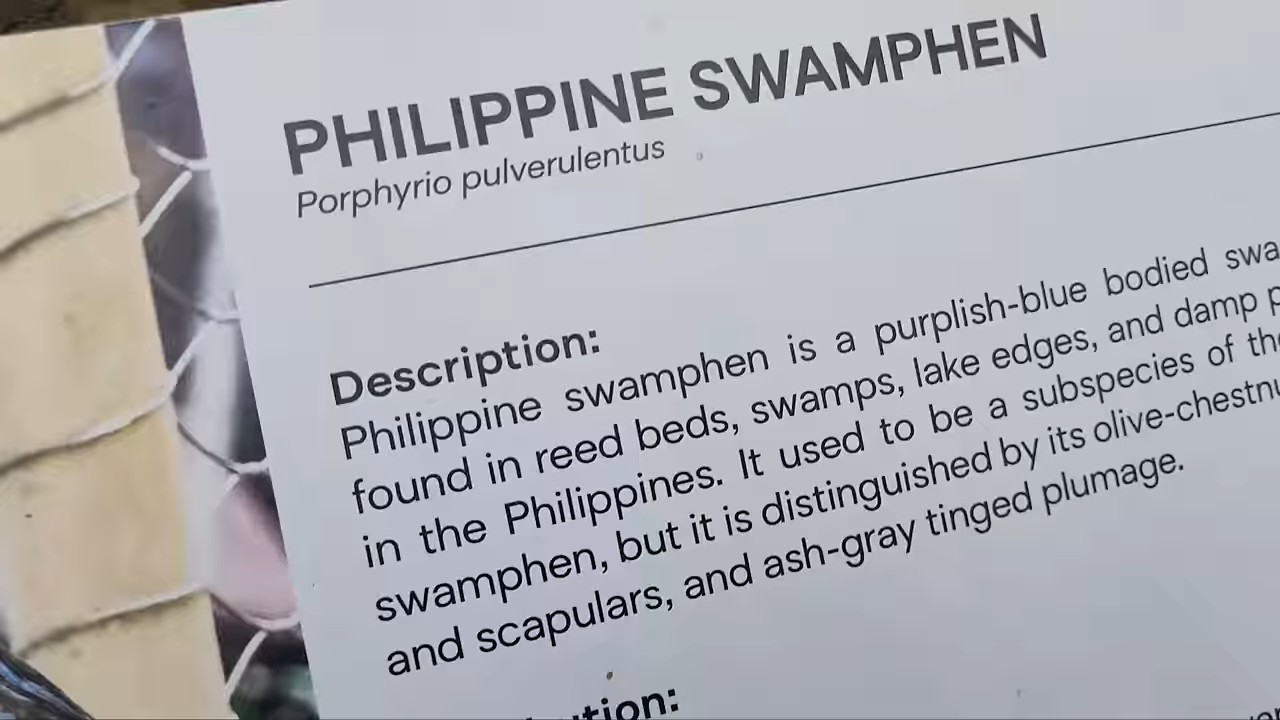 PHILIPPINE SWAMPHEN
Porphyrio pulverulentus
Description:
Philippine swamphen is a purplish-blue bodied
found in reed beds, swamps, lake edges, and damp
in the Philippines. It used to be a subspecies of
swamphen, but it is distinguished by its
and scapulars, and ash-gray tinged plumage.